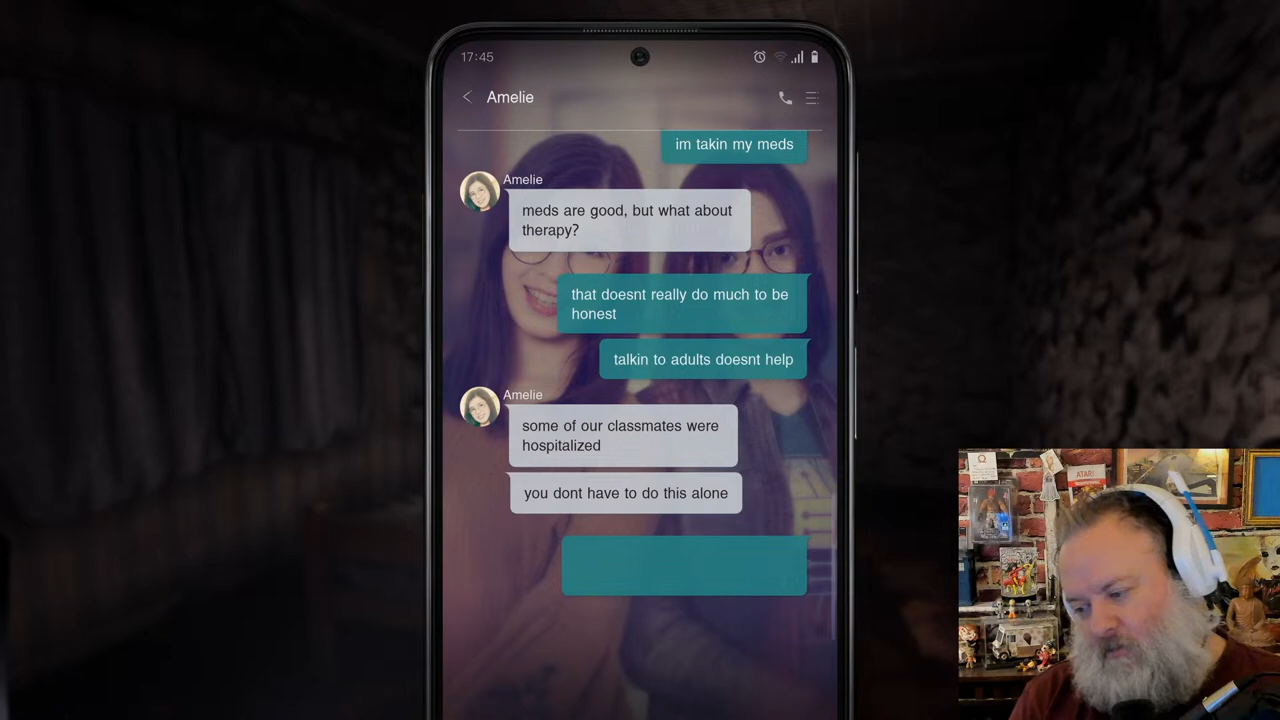 17:45
Amelie
im takin my meds
Amelie
meds are good, but what about
therapy?
that doesnt really do much to be
honest
talkin to adults doesnt help
Amelie
some of our classmates were
hospitalized
you dont have to do this alone
ATARI